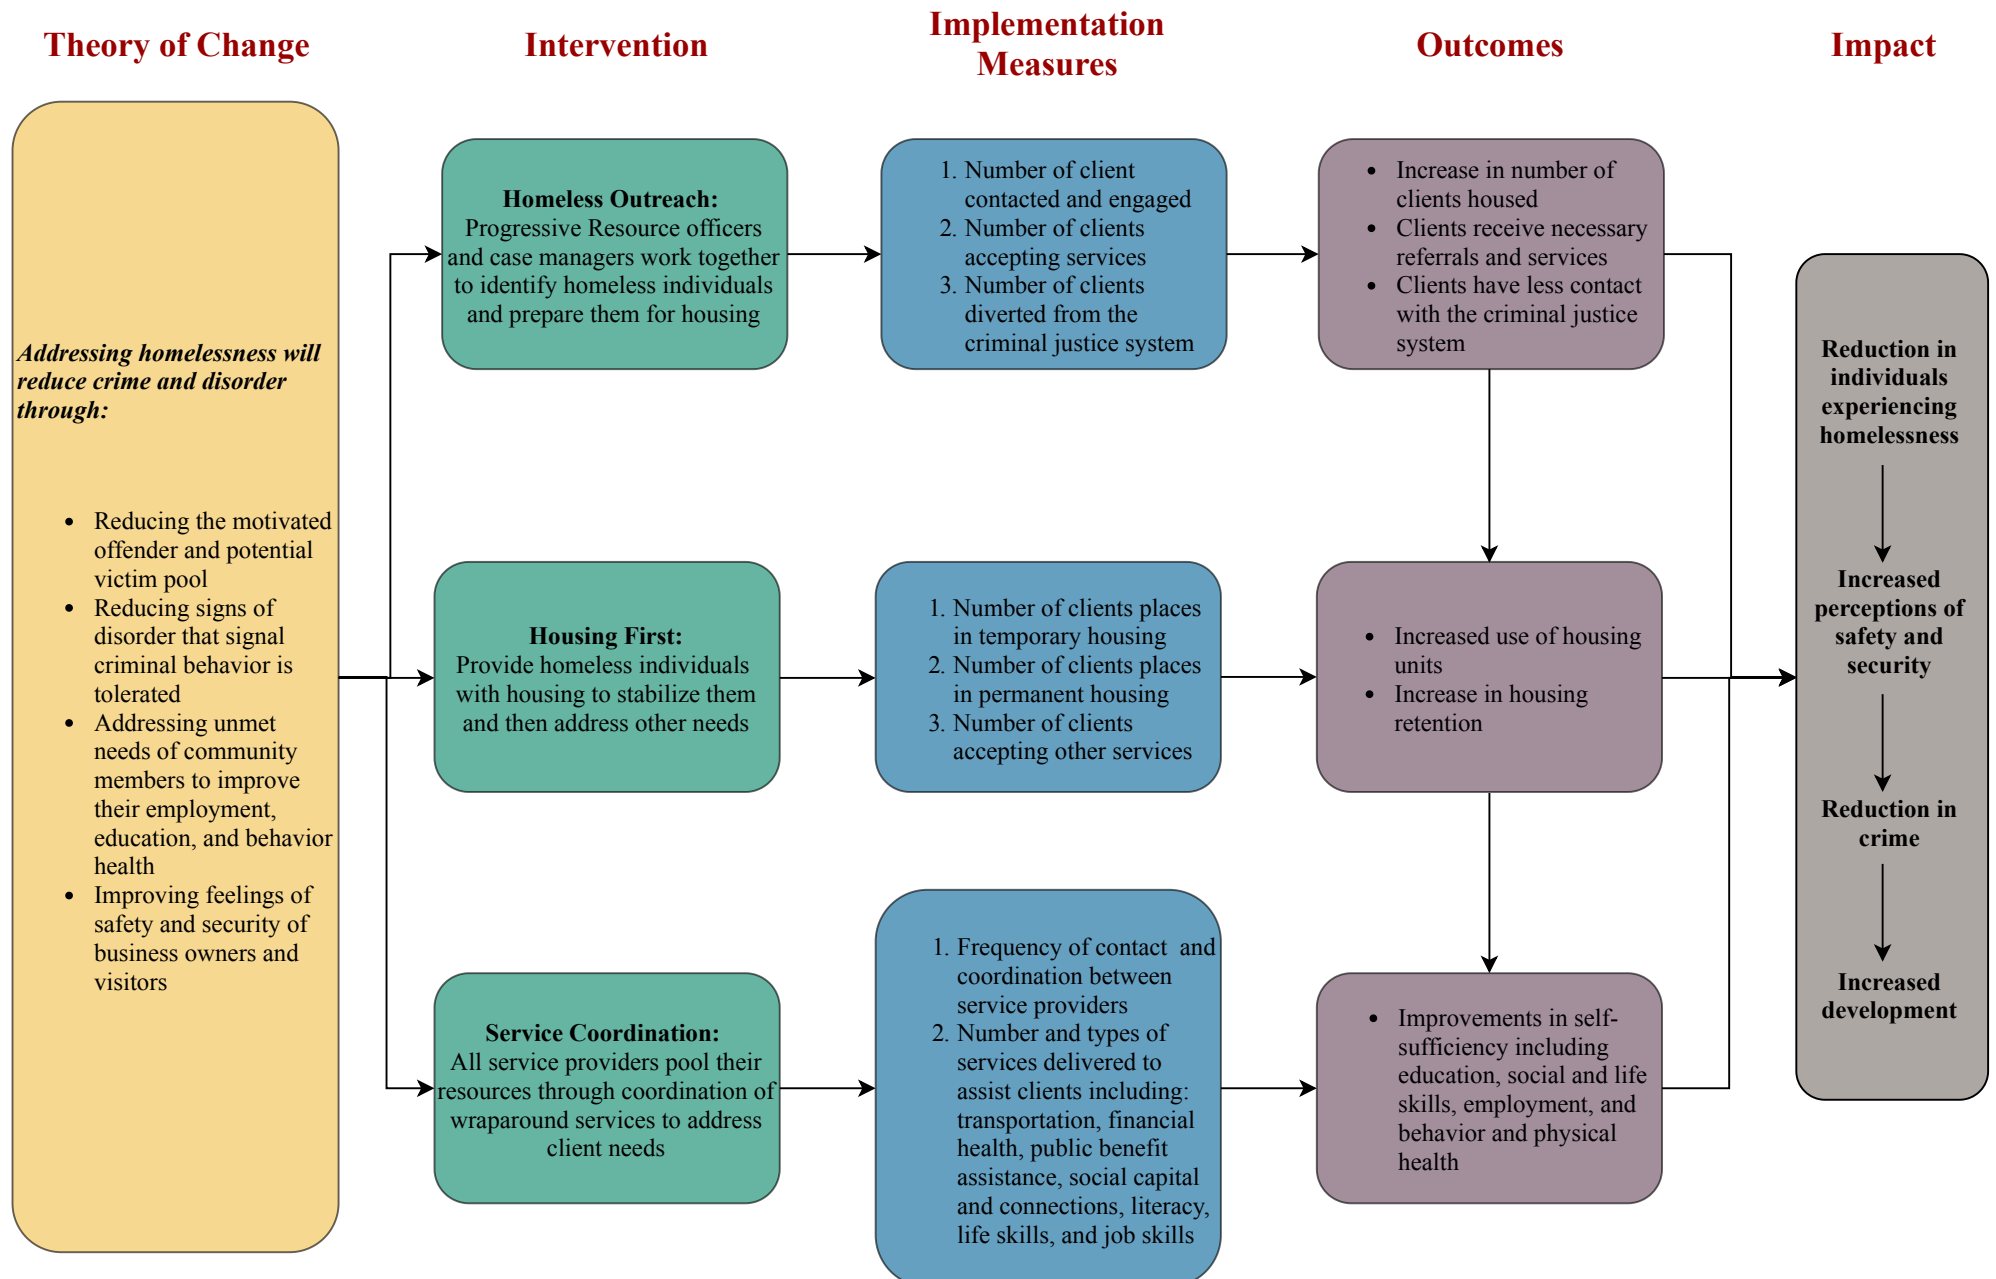 Theory of Change
Intervention
Implementation
Measures
Outcomes
Impact
Addressing homelessness will
reduce crime and disorder
through:
• Reducing the motivated
offender and potential
victim pool
• Reducing signs of
disorder that signal
criminal behavior is
tolerated
• Addressing unmet
needs of community
members to improve
their employment,
education, and behavior
health
• Improving feelings of
safety and security of
business owners and
visitors
Homeless Outreach:
Progressive Resource officers
and case managers work together
to identify homeless individuals
and prepare them for housing
1. Number of client
contacted and engaged
2. Number of clients
accepting services
3. Number of clients
diverted from the
criminal justice system
• Increase in number of
clients housed
• Clients receive necessary
referrals and services
• Clients have less contact
with the criminal justice
system
Housing First:
Provide homeless individuals
with housing to stabilize them
and then address other needs
1. Number of clients places
in temporary housing
2. Number of clients places
in permanent housing
3. Number of clients
accepting other services
• Increased use of housing
units
• Increase in housing
retention
Service Coordination:
All service providers pool their
resources through coordination of
wraparound services to address
client needs
1. Frequency of contact and
coordination between
service providers
2. Number and types of
services delivered to
assist clients including:
transportation, financial
health, public benefit
assistance, social capital
and connections, literacy,
life skills, and job skills
• Improvements in self-
sufficiency including
education, social and life
skills, employment, and
behavior and physical
health
Reduction in
individuals
experiencing
homelessness
Increased
perceptions of
safety and
security
Reduction in
crime
Increased
development